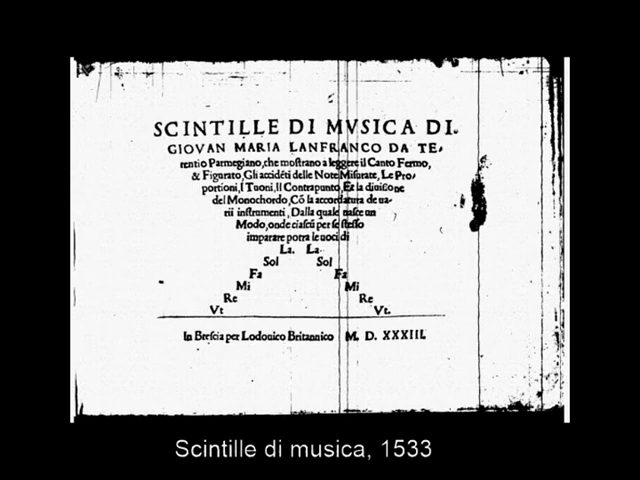 SCINTILLE DI MVSICA DI.
GIOVAN MARIA LANFRANCO DA TE-
rentio Parmegiano, che mostrano a leggere il Canto Fermo,
& Figurato, Gli accidēti delle Note Misurate, Le Pro-
portioni, I Tuoni, Il Contrapunto, Et la diuisione
del Monochordo, Cō la accordatura de ua-
rii instrumenti, Dalla quale nasce un
Modo, onde ciascū per se stesso
imparare potra le uoci di
La. La
Sol Sol
Fa Fa
Mi Mi
Re Re
Vt Vt.
In Brescia per Lodouico Britannico M. D. XXXIII.
Scintille di musica, 1533